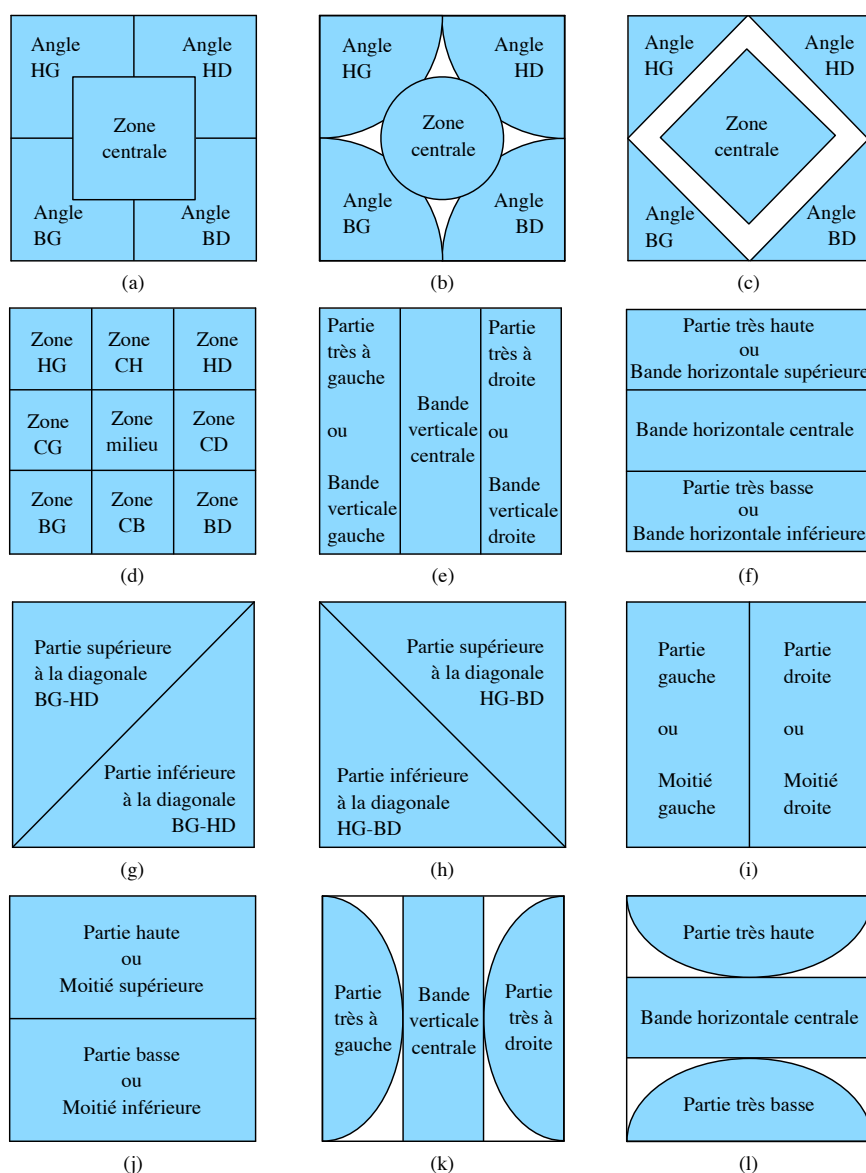 Angle
HG
Angle
HD
Zone
centrale
Angle
BG
Angle
BD
(a)
Angle
HG
Angle
HD
Zone
centrale
Angle
BG
Angle
BD
(b)
Angle
HG
Angle
HD
Zone
centrale
Angle
BG
Angle
BD
(c)
Zone
HG
Zone
CH
Zone
HD
Zone
CG
Zone
milieu
Zone
CD
Zone
BG
Zone
CB
Zone
BD
(d)
Partie
très à
gauche
ou
Bande
verticale
gauche
Bande
verticale
centrale
Partie
très à
droite
ou
Bande
verticale
droite
(e)
Partie très haute
ou
Bande horizontale supérieure
Bande horizontale centrale
Partie très basse
ou
Bande horizontale inférieure
(f)
Partie supérieure
à la diagonale
BG-HD
Partie inférieure
à la diagonale
BG-HD
(g)
Partie supérieure
à la diagonale
HG-BD
Partie inférieure
à la diagonale
HG-BD
(h)
Partie
gauche
ou
Moitié
gauche
Partie
droite
ou
Moitié
droite
(i)
Partie haute
ou
Moitié supérieure
Partie basse
ou
Moitié inférieure
(j)
Partie
très à
gauche
Bande
verticale
centrale
Partie
très à
droite
(k)
Partie très haute
Bande horizontale centrale
Partie très basse
(l)